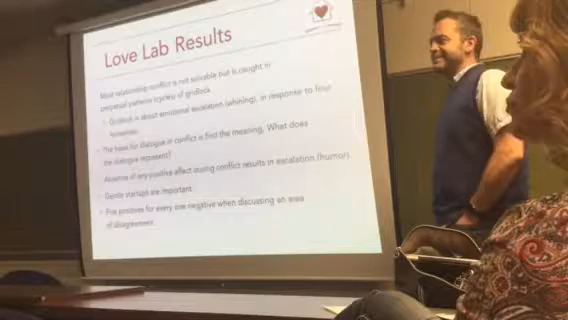 Love Lab Results
Most relationship conflict is not solvable but is caught in
perpetual patterns (cycles) of gridlock
Gridlock is about emotional escalation (whining), in response to four
horsemen.
• The basis for dialogue in conflict is find the meaning. What does
the dialogue represent?
Absence of any positive affect during conflict results in escalation (humor)
Gentle startups are important
• Five positives for every one negative when discussing an area
of disagreement